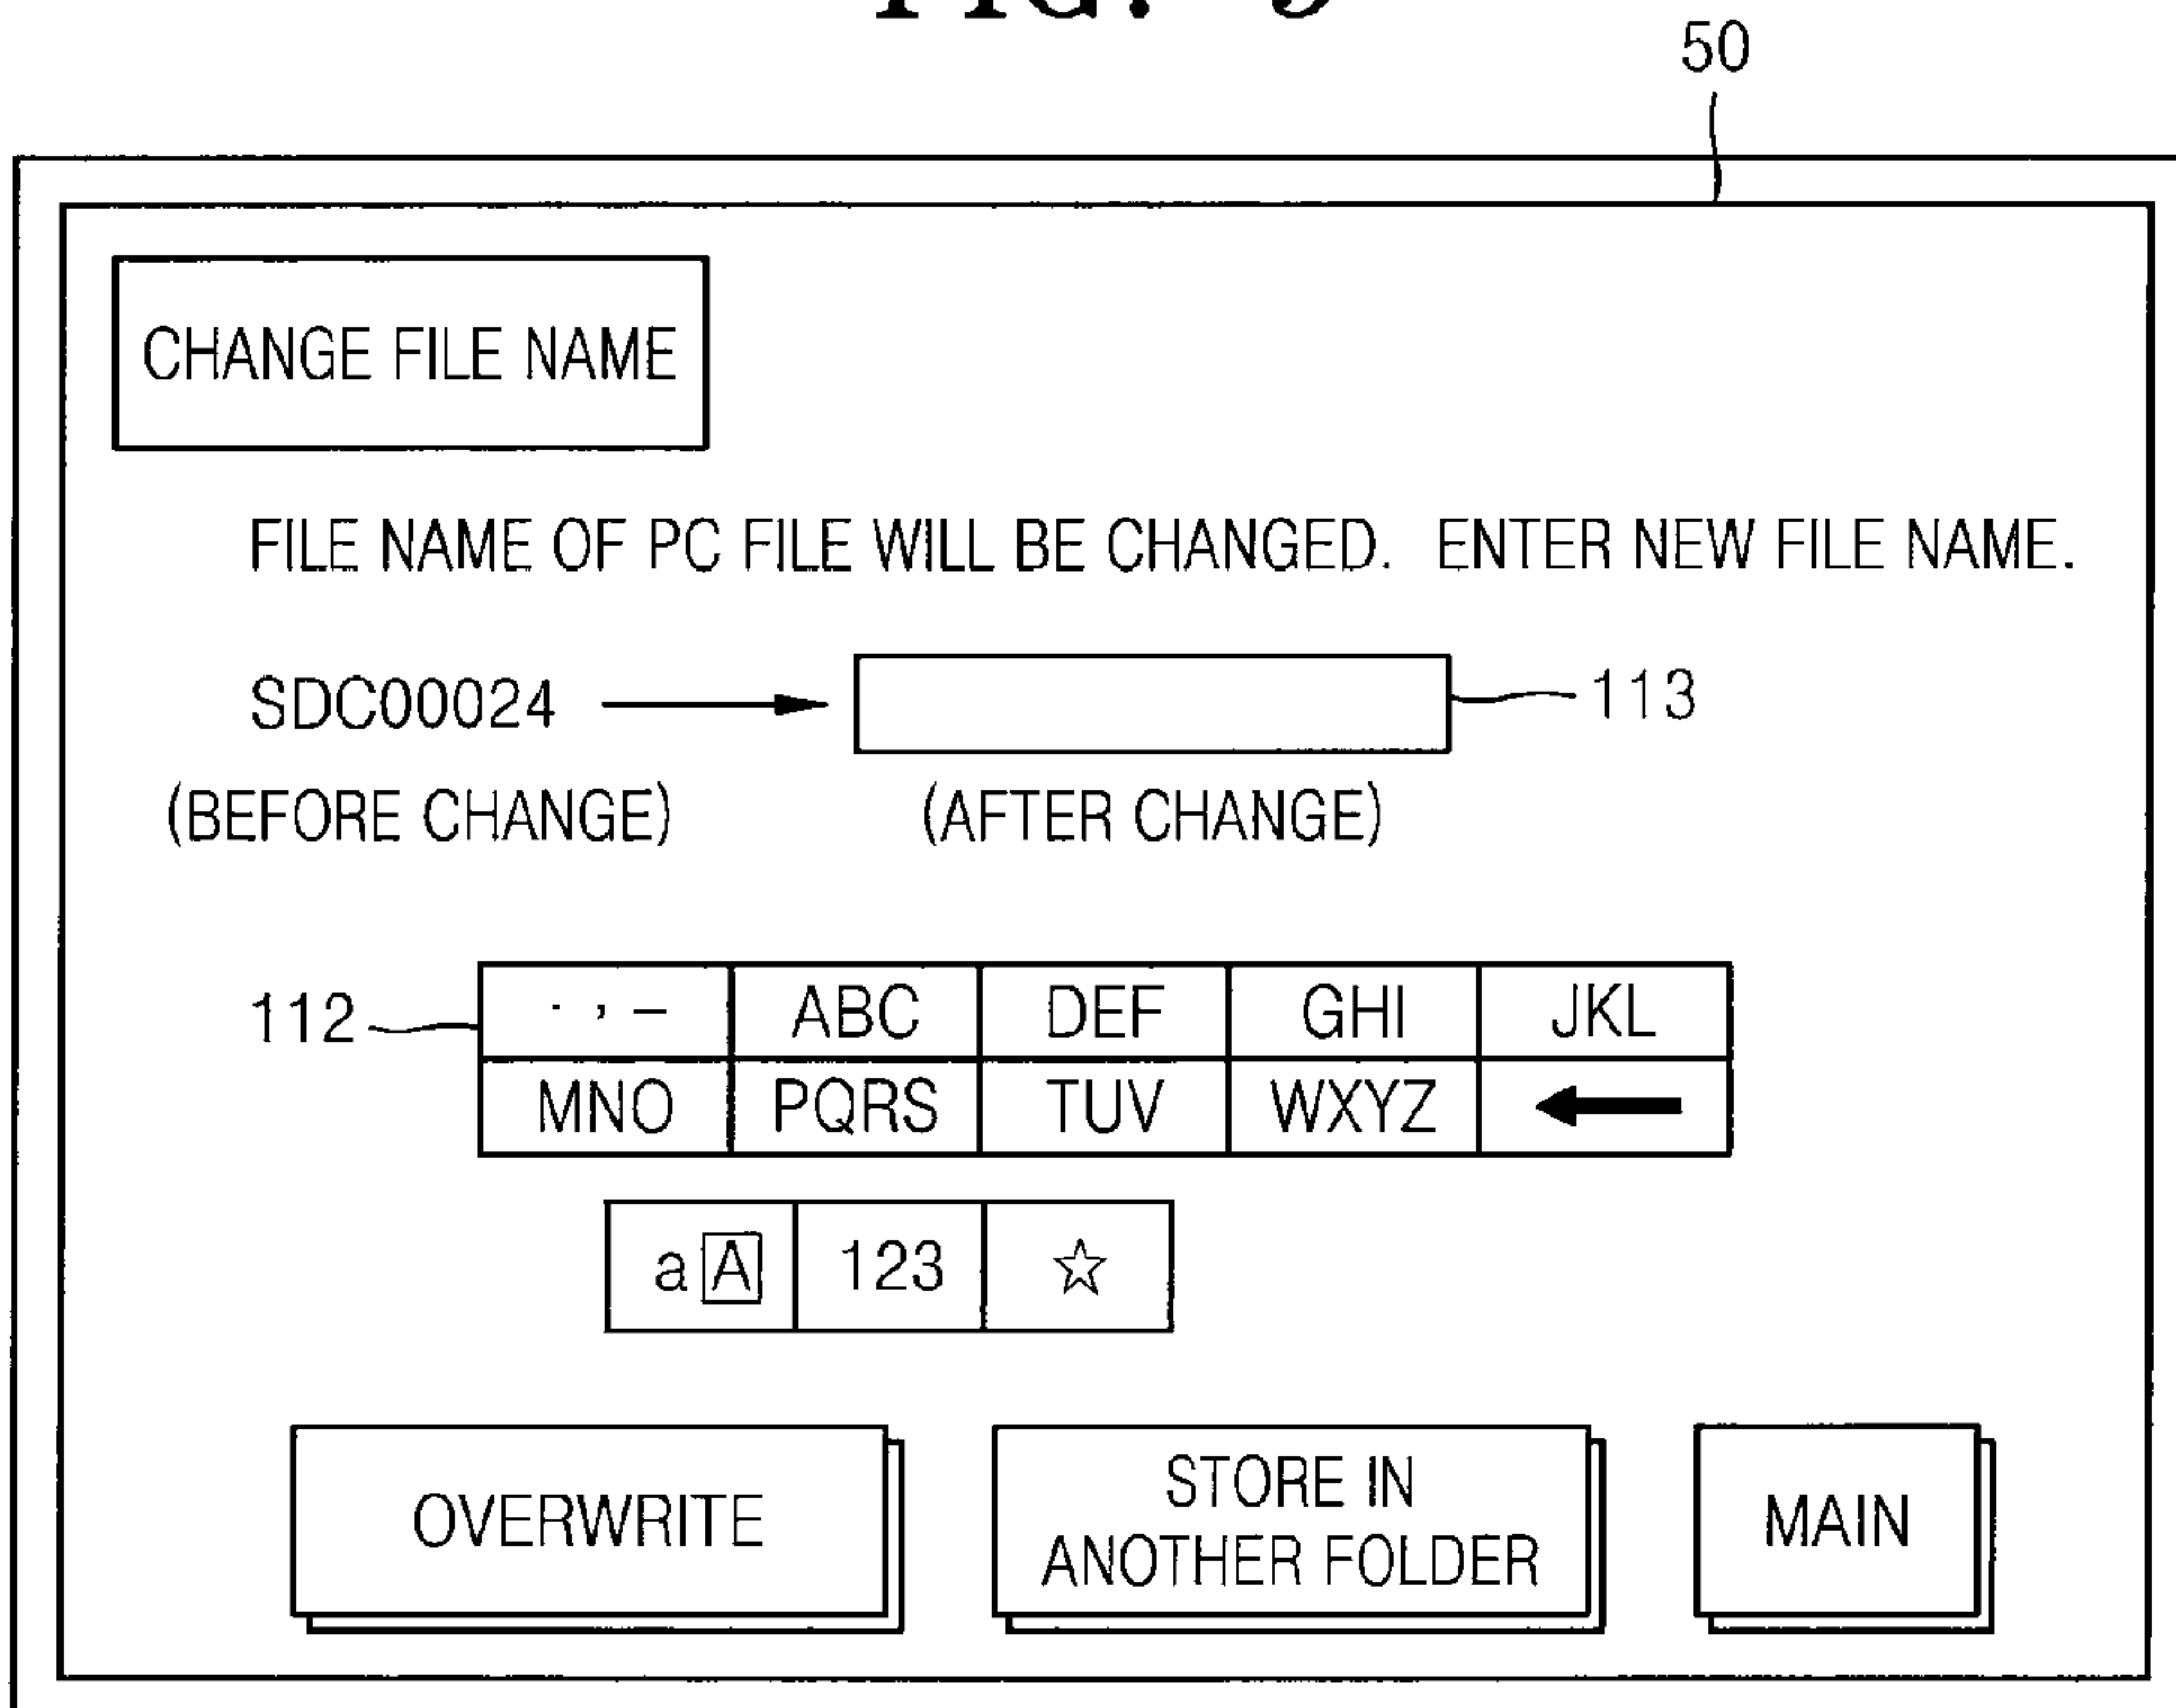 50
CHANGE FILE NAME
FILE NAME OF PC FILE WILL BE CHANGED. ENTER NEW FILE NAME.
SDC00024 → 113
(BEFORE CHANGE) (AFTER CHANGE)
112 . , – ABC DEF GHI JKL
MNO PQRS TUV WXYZ ←
a A 123 ☆
OVERWRITE
STORE IN
ANOTHER FOLDER
MAIN